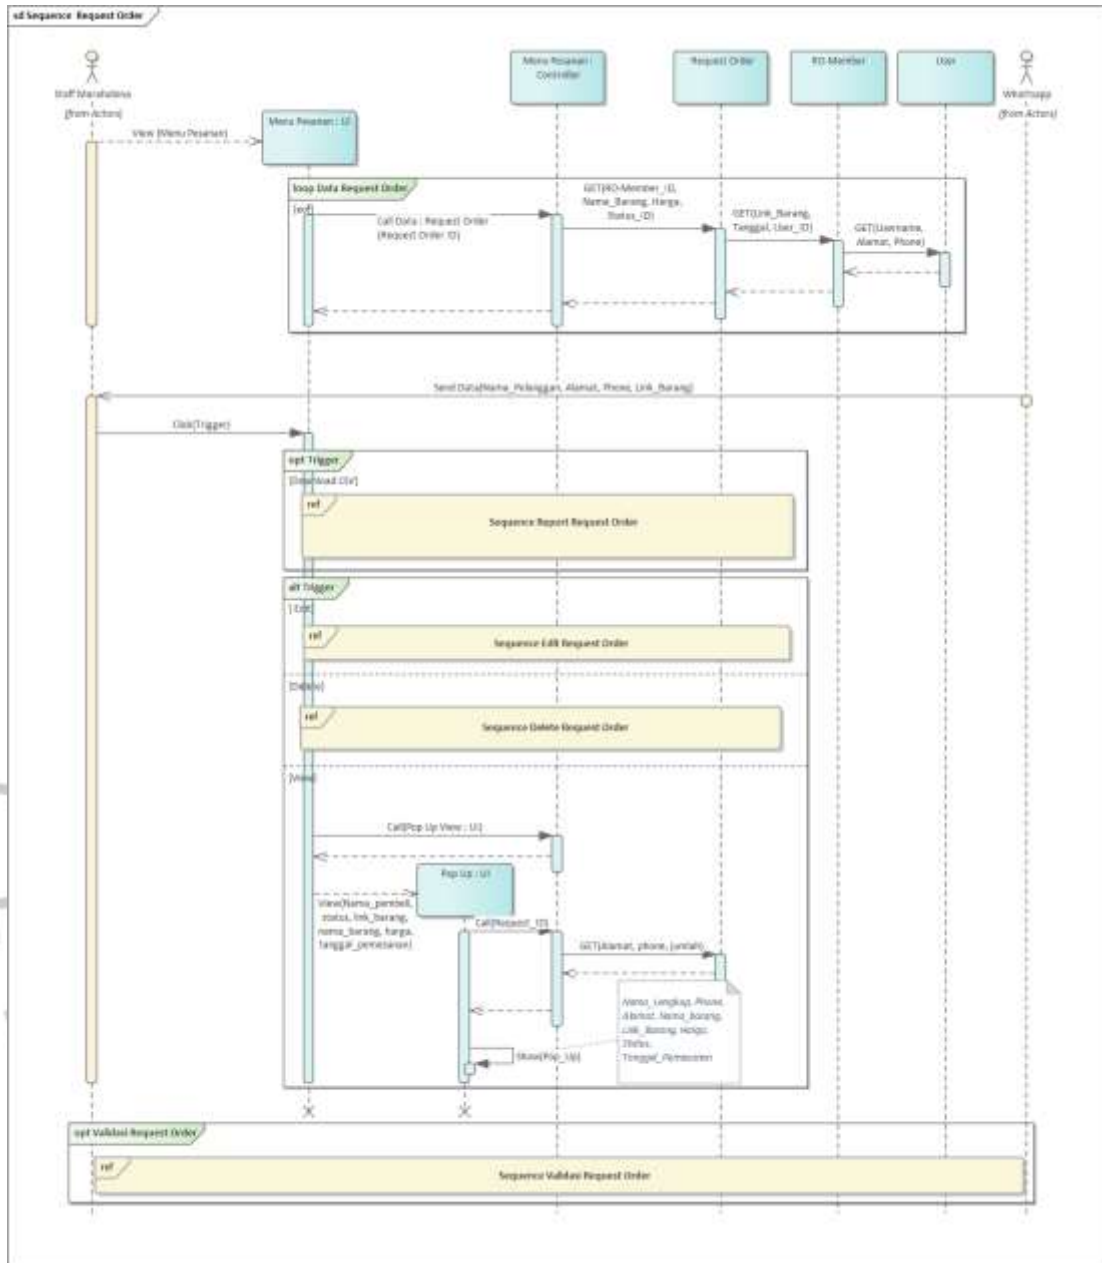 sd Sequence Request Order
Menu Pesanan :
Controller
Request Order
RO-Member
User
Staff
(from Actors)
Whatsapp
(from Actors)
View (Menu Pesanan)
Menu Pesanan : UI
loop Data Request Order
Call Data : Request Order
(Request Order ID)
GET(RO-Member_ID,
Nama_Barang, Harga,
Status_ID)
GET(Link_Barang,
Tanggal, User_ID)
GET(Username,
Alamat, Phone)
Send Data(Nama_Pelanggan, Alamat, Phone, Link_Barang)
Click(Trigger)
opt Trigger
ref
Sequence Report Request Order
alt Trigger
ref
Sequence Edit Request Order
[Delete]
ref
Sequence Delete Request Order
[View]
Call(Pop Up View : UI)
Pop Up : UI
View(Nama_pembeli,
status, link_barang,
nama_barang, harga,
tanggal_pemesanan)
Call(Request_ID)
GET(Alamat, phone, jumlah)
Nama_Lengkap, Phone,
Alamat, Nama_barang,
Link_Barang, Harga,
Status,
Tanggal_Pemesanan
Show(Pop_Up)
opt Validasi Request Order
ref
Sequence Validasi Request Order